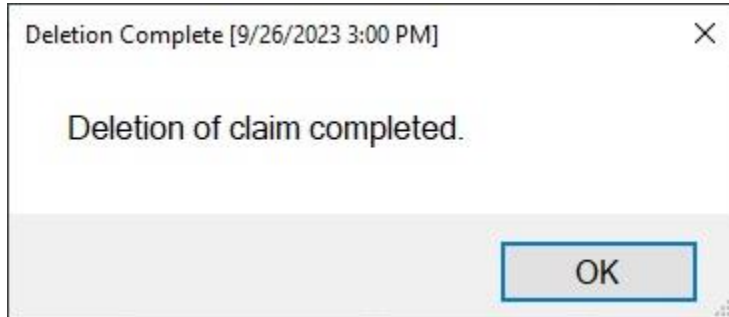 Deletion Complete [9/26/2023 3:00 PM]
Deletion of claim completed.
OK